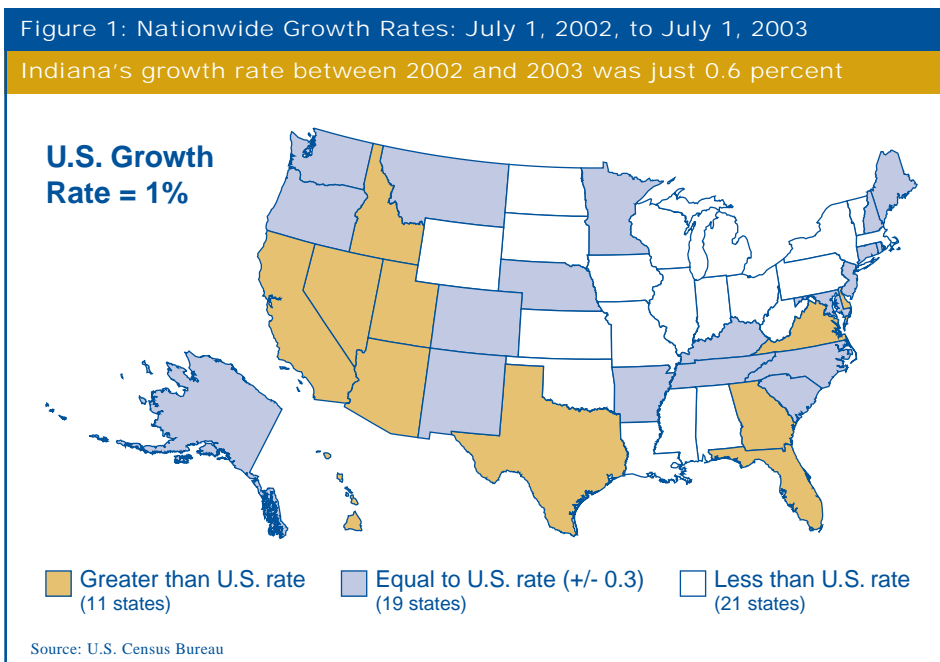 Figure 1: Nationwide Growth Rates: July 1, 2002, to July 1, 2003
Indiana's growth rate between 2002 and 2003 was just 0.6 percent
U.S. Growth
Rate = 1%
Greater than U.S. rate
(11 states)
Equal to U.S. rate (+/- 0.3)
(19 states)
Less than U.S. rate
(21 states)
Source: U.S. Census Bureau